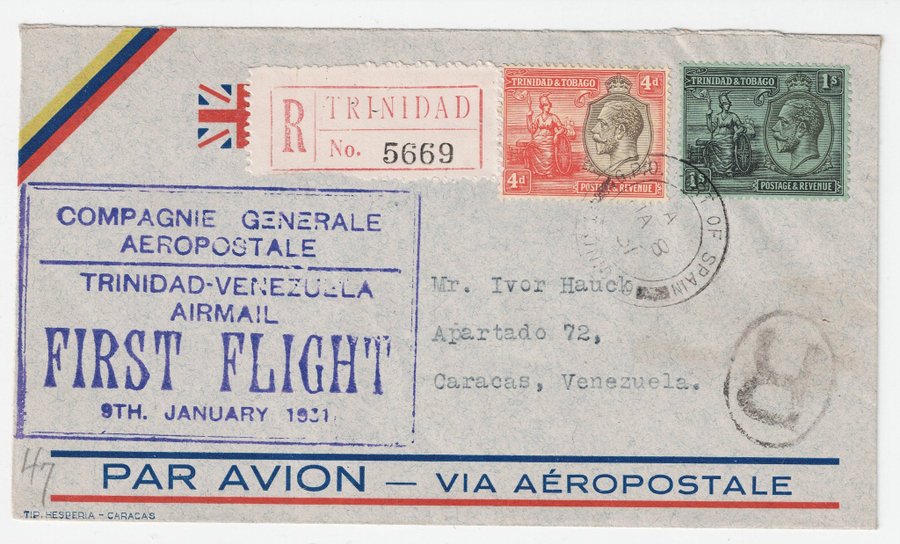 R
TRINIDAD
No. 5669
TRINIDAD & TOBAGO 4d
4d POSTAGE & REVENUE
TRINIDAD & TOBAGO 1s
1s POSTAGE & REVENUE
G.P.O. PORT OF SPAIN
TRINIDAD
COMPAGNIE GENERALE
AEROPOSTALE
TRINIDAD-VENEZUELA
AIRMAIL
FIRST FLIGHT
9TH. JANUARY 1931.
Mr. Ivor Hauck,
Apartado 72,
Caracas, Venezuela.
R
47
PAR AVION — VIA AÉROPOSTALE
TIP. HESPERIA - CARACAS